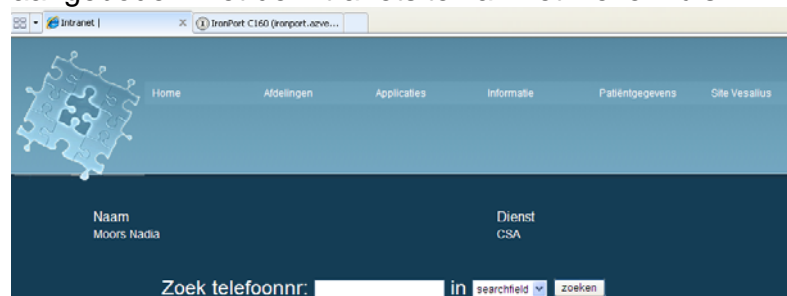 Intranet |
IronPort C160 (ironport.azve...
Home Afdelingen Applicaties Informatie Patiëntgegevens Site Vesalius
Naam Dienst
Moors Nadia CSA
Zoek telefoonnr: in searchfield zoeken